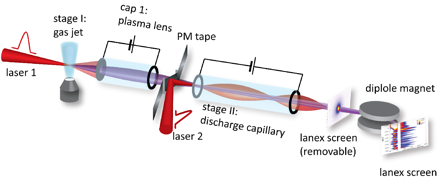 cap 1:
plasma lens
stage I:
gas jet
PM tape
laser 1
diplole magnet
stage II:
discharge capillary
laser 2
lanex screen
(removable)
lanex screen